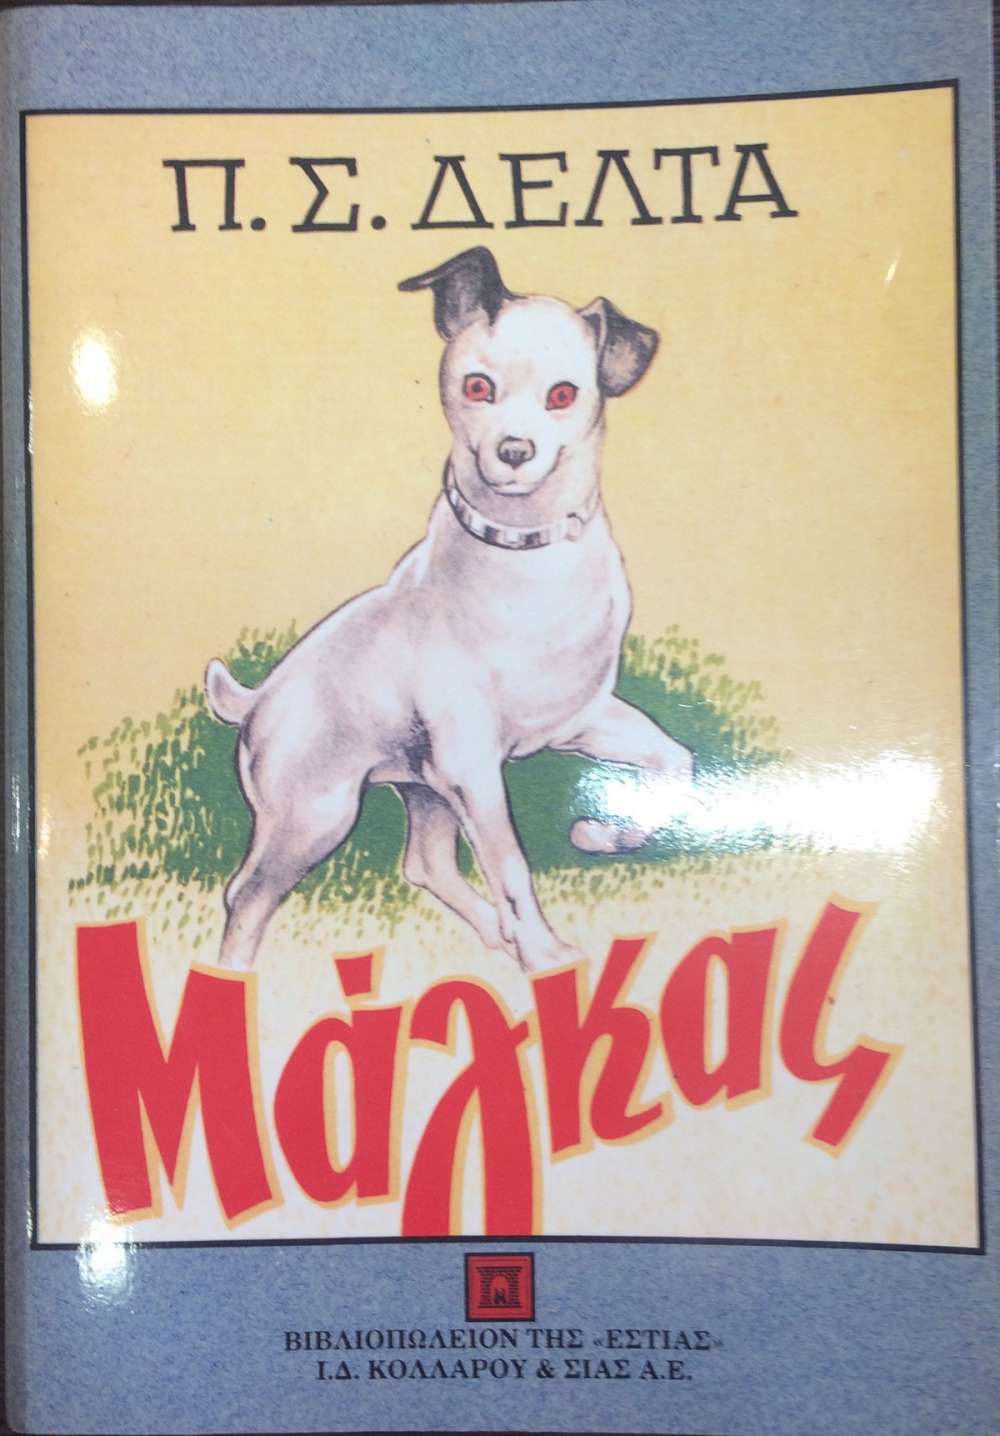 Π. Σ. ΔΕΛΤΑ
Μάγκας
ΒΙΒΛΙΟΠΩΛΕΙΟΝ ΤΗΣ «ΕΣΤΙΑΣ»
Ι.Δ. ΚΟΛΛΑΡΟΥ & ΣΙΑΣ Α.Ε.